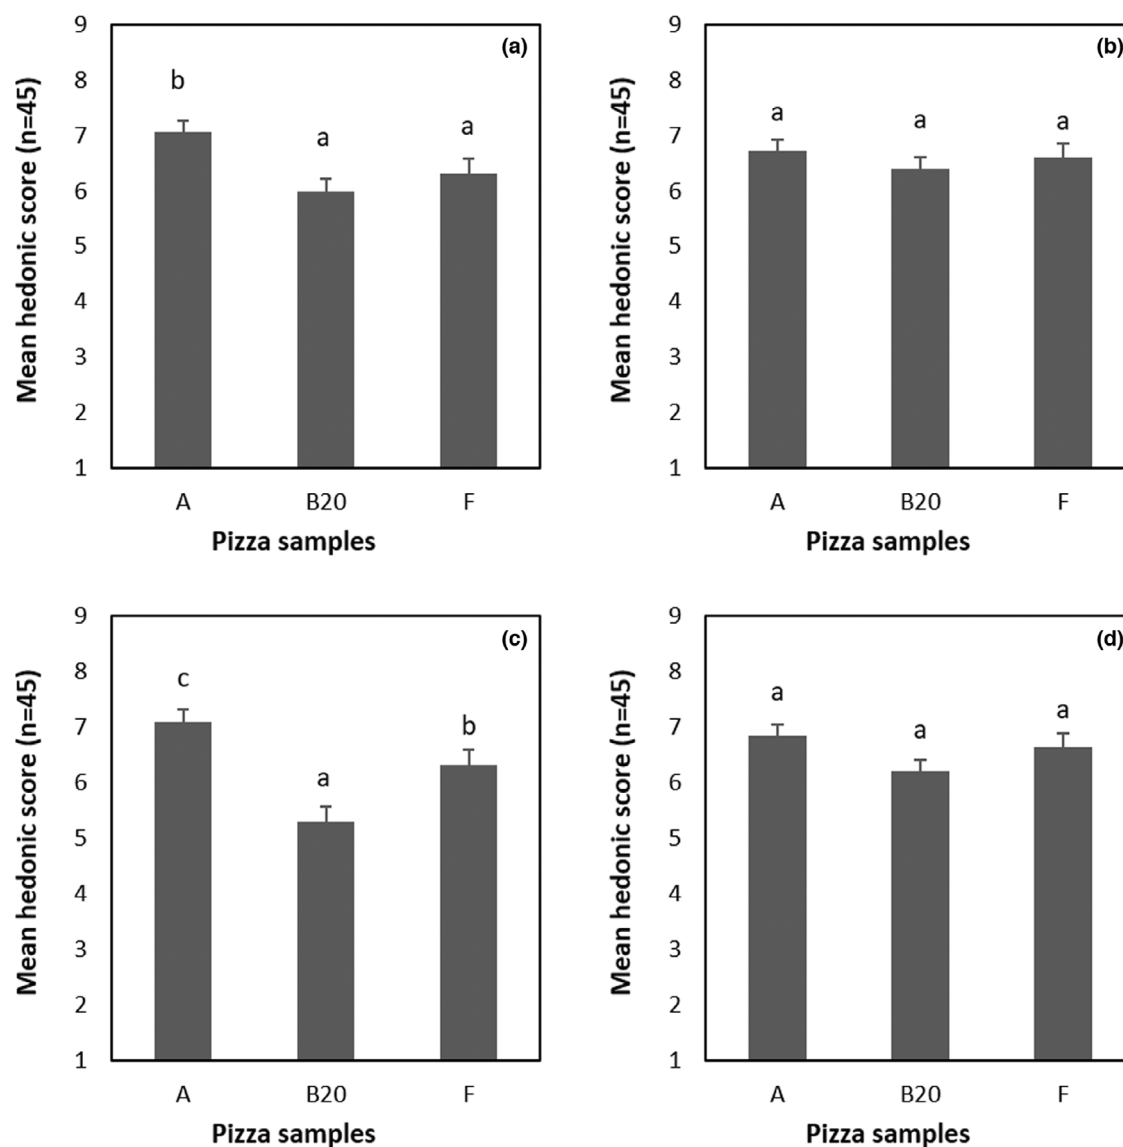 (a)
Mean hedonic score (n=45)
9
8
7
6
5
4
3
2
1
b
a
a
A B20 F
Pizza samples
(b)
Mean hedonic score (n=45)
9
8
7
6
5
4
3
2
1
a
a
a
A B20 F
Pizza samples
(c)
Mean hedonic score (n=45)
9
8
7
6
5
4
3
2
1
c
a
b
A B20 F
Pizza samples
(d)
Mean hedonic score (n=45)
9
8
7
6
5
4
3
2
1
a
a
a
A B20 F
Pizza samples